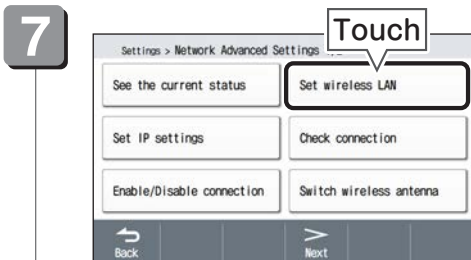 7
Touch
Settings > Network Advanced Settings
See the current status
Set wireless LAN
Set IP settings
Check connection
Enable/Disable connection
Switch wireless antenna
Back
Next